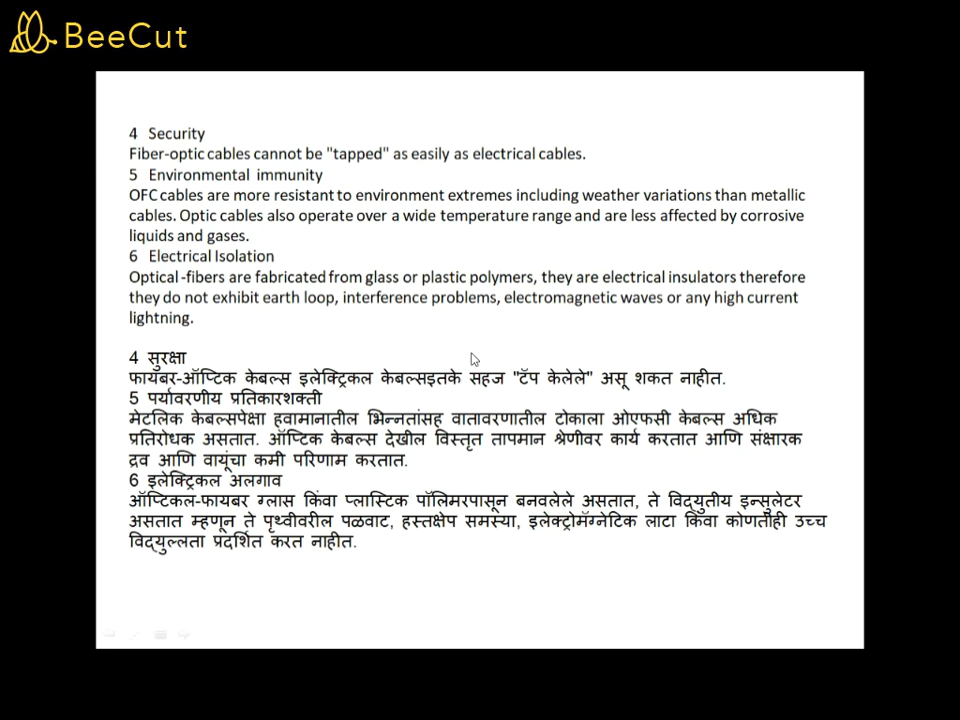 BeeCut
4 Security
Fiber-optic cables cannot be "tapped" as easily as electrical cables.
5 Environmental immunity
OFC cables are more resistant to environment extremes including weather variations than metallic
cables. Optic cables also operate over a wide temperature range and are less affected by corrosive
liquids and gases.
6 Electrical Isolation
Optical-fibers are fabricated from glass or plastic polymers, they are electrical insulators therefore
they do not exhibit earth loop, interference problems, electromagnetic waves or any high current
lightning.
4 सुरक्षा
फायबर-ऑप्टिक केबल्स इलेक्ट्रिकल केबल्सइतके सहज "टॅप केलेले" असू शकत नाहीत.
5 पर्यावरणीय प्रतिकारशक्ती
मेटलिक केबल्सपेक्षा हवामानातील भिन्नतांसह वातावरणातील टोकाला ओएफसी केबल्स अधिक
प्रतिरोधक असतात. ऑप्टिक केबल्स देखील विस्तृत तापमान श्रेणीवर कार्य करतात आणि संक्षारक
द्रव आणि वायूंचा कमी परिणाम करतात.
6 इलेक्ट्रिकल अलगाव
ऑप्टिकल-फायबर ग्लास किंवा प्लास्टिक पॉलिमरपासून बनवलेले असतात, ते विद्युतीय इन्सुलेटर
असतात म्हणून ते पृथ्वीवरील पळवाट, हस्तक्षेप समस्या, इलेक्ट्रोमॅग्नेटिक लाटा किंवा कोणतीही उच्च
विद्युल्लता प्रदर्शित करत नाहीत.